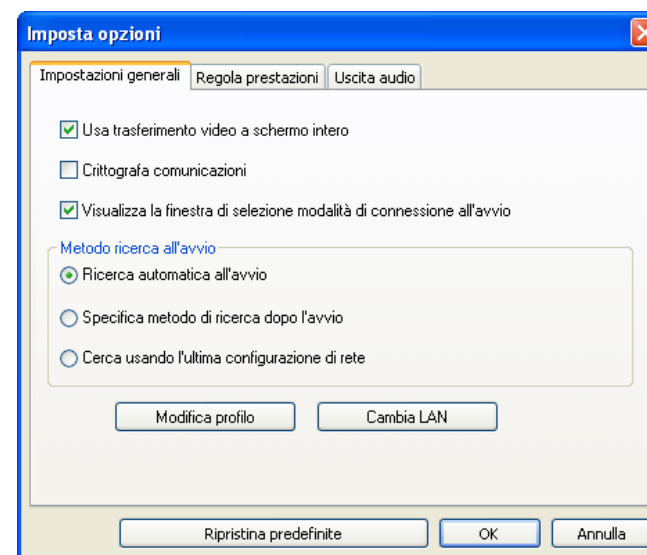 Imposta opzioni
Impostazioni generali Regola prestazioni Uscita audio
Usa trasferimento video a schermo intero
Crittografa comunicazioni
Visualizza la finestra di selezione modalità di connessione all'avvio
Metodo ricerca all'avvio
Ricerca automatica all'avvio
Specifica metodo di ricerca dopo l'avvio
Cerca usando l'ultima configurazione di rete
Modifica profilo Cambia LAN
Ripristina predefinite OK Annulla